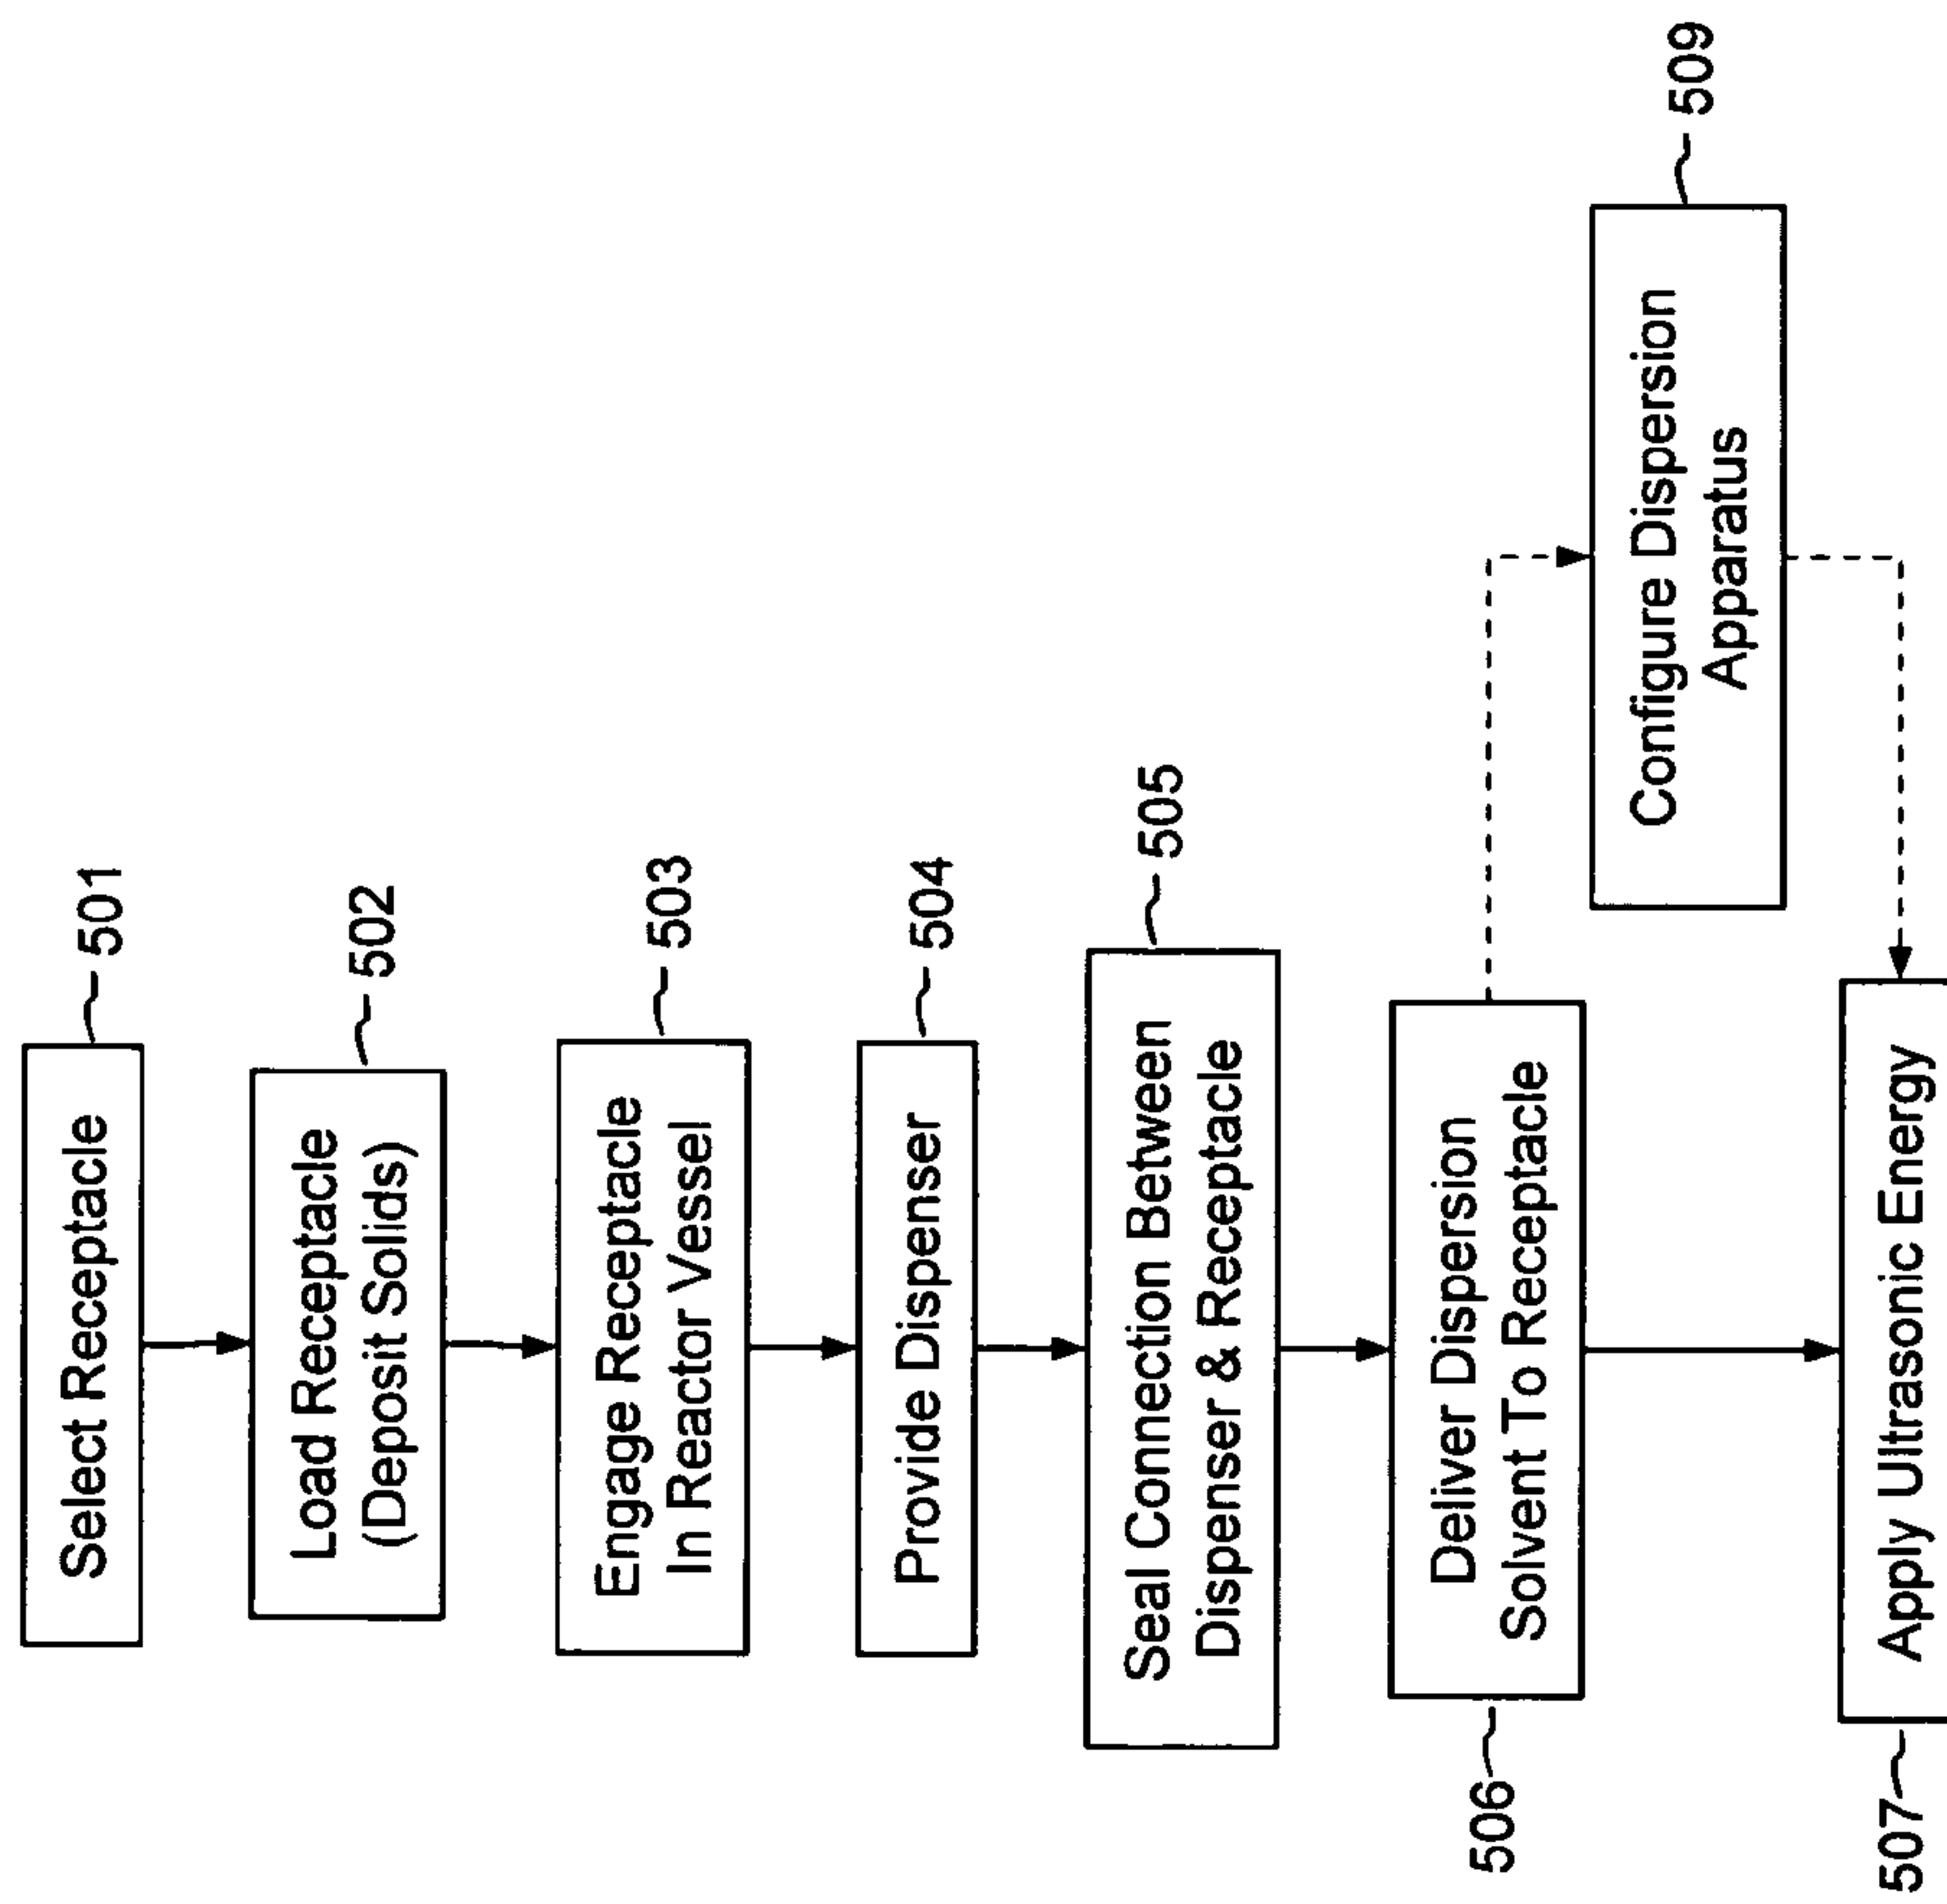 Select Receptacle
501
Load Receptacle
(Deposit Solids)
502
Engage Receptacle
In Reactor Vessel
503
Provide Dispenser
504
Seal Connection Between
Dispenser & Receptacle
505
Deliver Dispersion
Solvent To Receptacle
506
Configure Dispersion
Apparatus
509
Apply Ultrasonic Energy
507